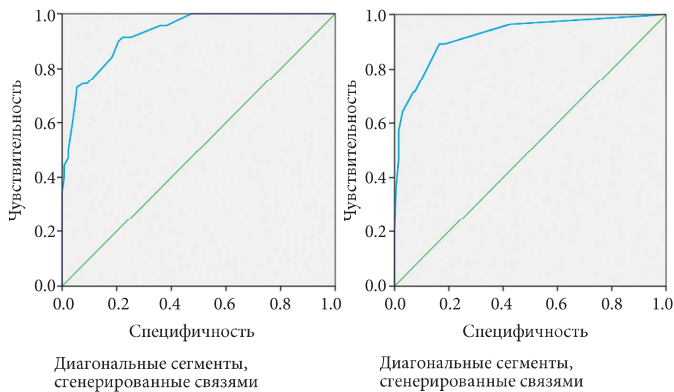 1.0
0.8
0.6
0.4
0.2
0.0
Чувствительность
0.0 0.2 0.4 0.6 0.8 1.0
Специфичность
Диагональные сегменты,
сгенерированные связями
1.0
0.8
0.6
0.4
0.2
0.0
Чувствительность
0.0 0.2 0.4 0.6 0.8 1.0
Специфичность
Диагональные сегменты,
сгенерированные связями